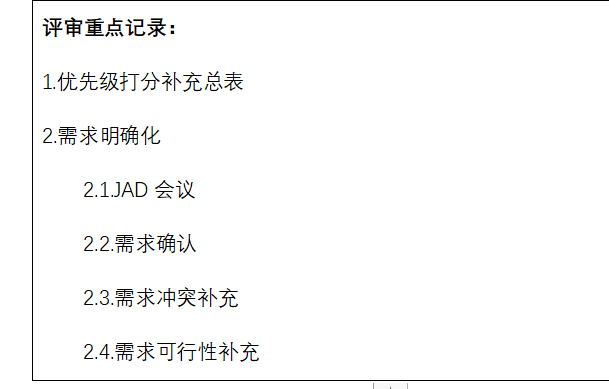 评审重点记录：
1.优先级打分补充总表
2.需求明确化
2.1.JAD 会议
2.2.需求确认
2.3.需求冲突补充
2.4.需求可行性补充